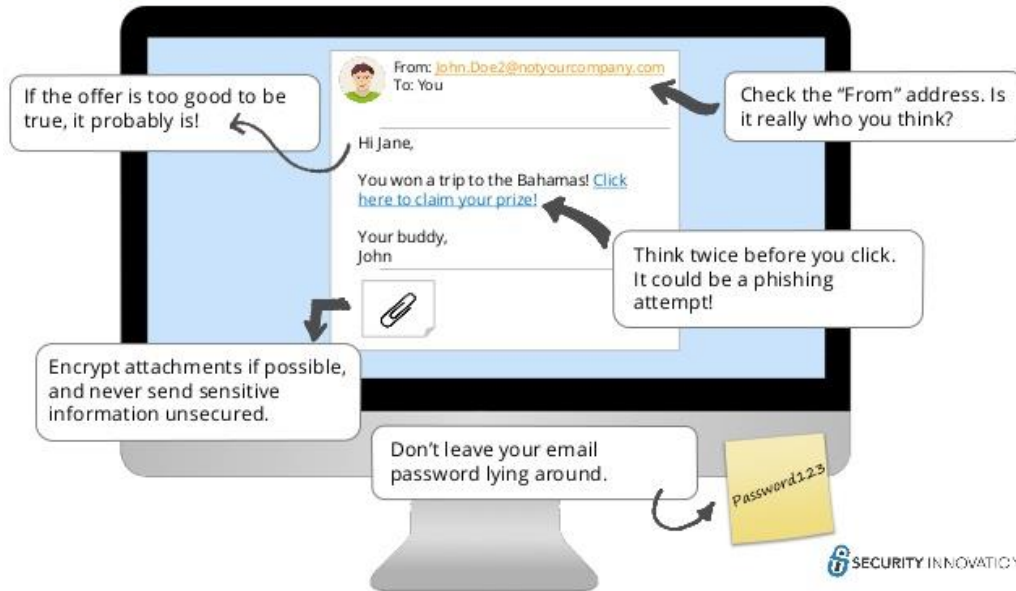 If the offer is too good to be
true, it probably is!
From: John.Doe2@notyourcompany.com
To: You
Check the “From” address. Is
it really who you think?
Hi Jane,
You won a trip to the Bahamas! Click
here to claim your prize!
Your buddy,
John
Think twice before you click.
It could be a phishing
attempt!
Encrypt attachments if possible,
and never send sensitive
information unsecured.
Don’t leave your email
password lying around.
Password123
SECURITY INNOVATION